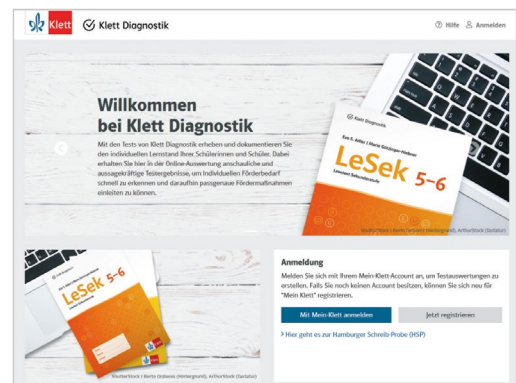 Klett
Klett Diagnostik
Hilfe
Anmelden
Willkommen
bei Klett Diagnostik
Mit den Tests von Klett Diagnostik erheben und dokumentieren Sie
den individuellen Lernstand Ihrer Schülerinnen und Schüler. Dabei
erhalten Sie hier in der Online-Auswertung anschauliche und
aussagekräftige Testergebnisse, um individuellen Förderbedarf
schnell zu erkennen und daraufhin passgenaue Fördermaßnahmen
einleiten zu können.
Klett Diagnostik
LeSek 5–6
Lesetest Sekundarstufe
LeSek 5–6
Klett
Anmeldung
Melden Sie sich mit Ihrem Mein-Klett-Account an, um Testauswertungen zu
erstellen. Falls Sie noch keinen Account besitzen, können Sie sich neu für
"Mein Klett" registrieren.
Mit Mein-Klett anmelden
Jetzt registrieren
Hier geht es zur Hamburger Schreib-Probe (HSP)